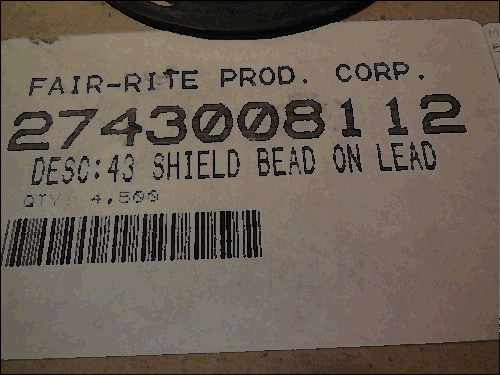 FAIR-RITE PROD. CORP.
2743008112
DESC:43 SHIELD BEAD ON LEAD
QTY: 4,500